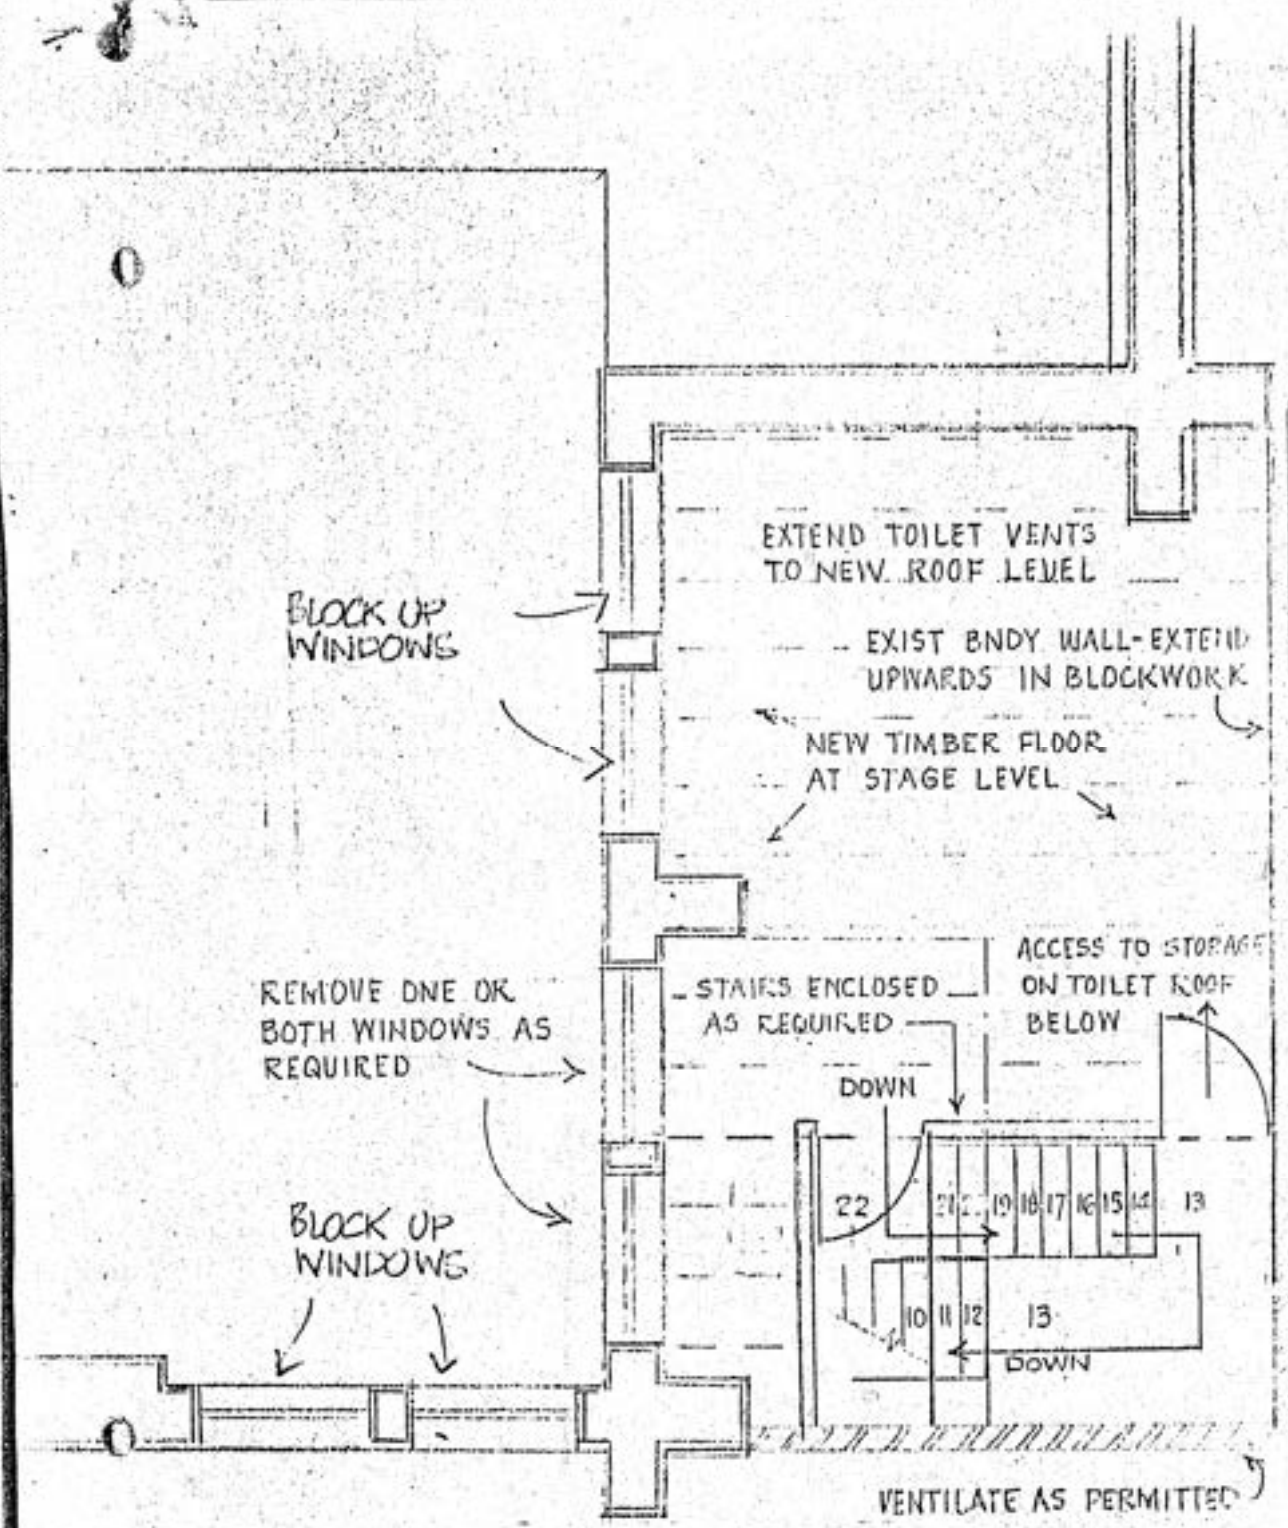 EXTEND TOILET VENTS
TO NEW ROOF LEVEL
BLOCK UP
WINDOWS
EXIST BNDY WALL-EXTEND
UPWARDS IN BLOCKWORK
NEW TIMBER FLOOR
AT STAGE LEVEL
ACCESS TO STORAGE
ON TOILET ROOF
BELOW
STAIRS ENCLOSED
AS REQUIRED
REMOVE ONE OR
BOTH WINDOWS AS
REQUIRED
DOWN
22 21 19 18 17 16 15 14 13
BLOCK UP
WINDOWS
10 11 12 13
DOWN
VENTILATE AS PERMITTED